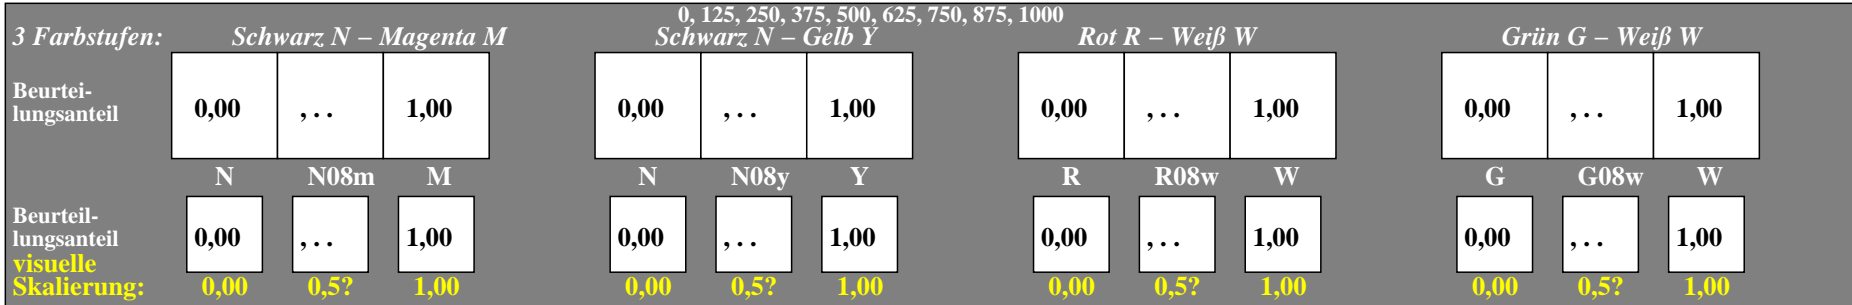 0, 125, 250, 375, 500, 625, 750, 875, 1000
3 Farbstufen: Schwarz N – Magenta M Schwarz N – Gelb Y Rot R – Weiß W Grün G – Weiß W
Beurtei-
lungsanteil 0,00 , . . 1,00 0,00 , . . 1,00 0,00 , . . 1,00 0,00 , . . 1,00
N N08m M N N08y Y R R08w W G G08w W
Beurteil-
lungsanteil 0,00 , . . 1,00 0,00 , . . 1,00 0,00 , . . 1,00 0,00 , . . 1,00
visuelle
Skalierung: 0,00 0,5? 1,00 0,00 0,5? 1,00 0,00 0,5? 1,00 0,00 0,5? 1,00